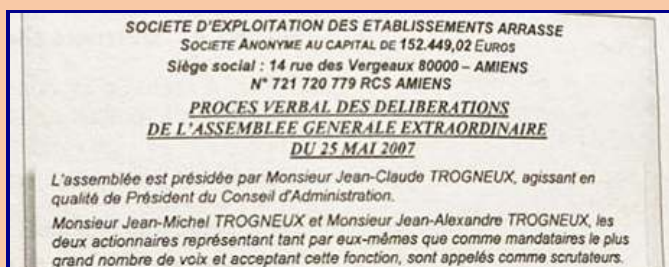 SOCIETE D'EXPLOITATION DES ETABLISSEMENTS ARRASSE
SOCIETE ANONYME AU CAPITAL DE 152.449,02 EUROS
Siège social : 14 rue des Vergeaux 80000 – AMIENS
N° 721 720 779 RCS AMIENS
PROCES VERBAL DES DELIBERATIONS
DE L'ASSEMBLEE GENERALE EXTRAORDINAIRE
DU 25 MAI 2007
L'assemblée est présidée par Monsieur Jean-Claude TROGNEUX, agissant en
qualité de Président du Conseil d'Administration.
Monsieur Jean-Michel TROGNEUX et Monsieur Jean-Alexandre TROGNEUX, les
deux actionnaires représentant tant par eux-mêmes que comme mandataires le plus
grand nombre de voix et acceptant cette fonction, sont appelés comme scrutateurs.